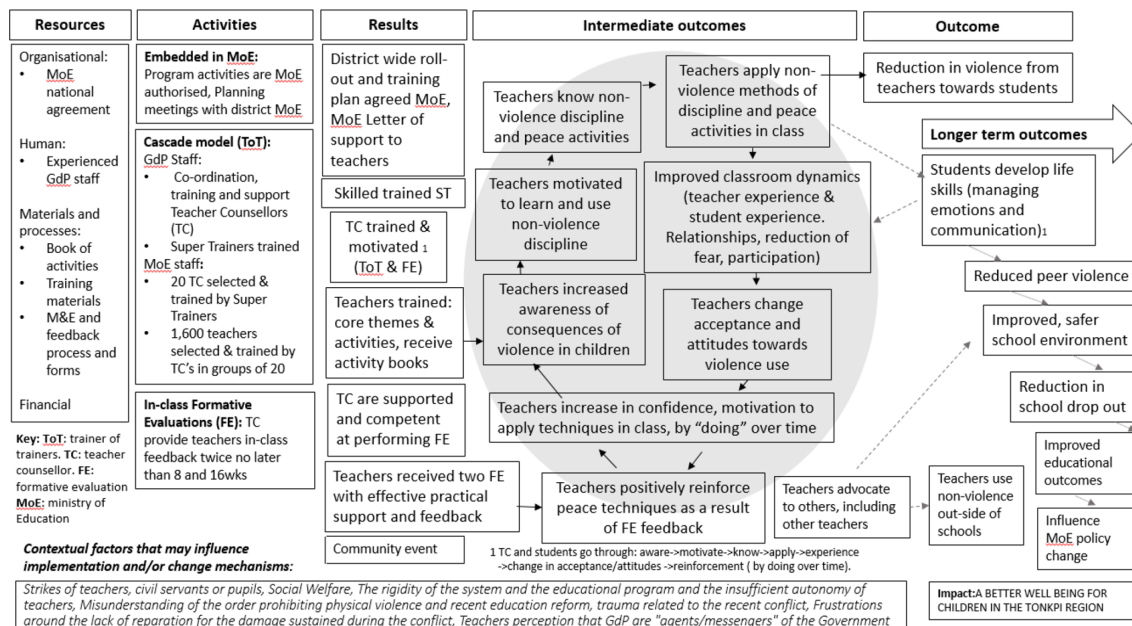 Resources
Organisational:
• MoE
national
agreement
Human:
• Experienced
GdP staff
Materials and
processes:
• Book of
activities
• Training
materials
• M&E and
feedback
process and
forms
Financial
Key: ToT: trainer of
trainers. TC: teacher
counsellor. FE:
formative evaluation
MoE: ministry of
Education
Activities
Embedded in MoE:
Program activities are MoE
authorised, Planning
meetings with district MoE
Cascade model (ToT):
GdP Staff:
• Co-ordination,
training and support
Teacher Counsellors
(TC)
• Super Trainers trained
MoE staff:
• 20 TC selected &
trained by Super
Trainers
• 1,600 teachers
selected & trained by
TC's in groups of 20
In-class Formative
Evaluations (FE): TC
provide teachers in-class
feedback twice no later
than 8 and 16wks
Results
District wide roll-
out and training
plan agreed MoE,
MoE Letter of
support to
teachers
Skilled trained ST
TC trained &
motivated 1
(ToT & FE)
Teachers trained:
core themes &
activities, receive
activity books
TC are supported
and competent
at performing FE
Teachers received two FE
with effective practical
support and feedback
Community event
Intermediate outcomes
Teachers know non-
violence discipline
and peace activities
Teachers motivated
to learn and use
non-violence
discipline
Teachers increased
awareness of
consequences of
violence in children
Teachers apply non-
violence methods of
discipline and peace
activities in class
Improved classroom dynamics
(teacher experience &
student experience.
Relationships, reduction of
fear, participation)
Teachers change
acceptance and
attitudes towards
violence use
Teachers increase in confidence, motivation to
apply techniques in class, by "doing" over time
Teachers positively reinforce
peace techniques as a result
of FE feedback
Teachers advocate
to others, including
other teachers
1 TC and students go through: aware->motivate->know->apply->experience
->change in acceptance/attitudes ->reinforcement ( by doing over time).
Outcome
Reduction in violence from
teachers towards students
Longer term outcomes
Students develop life
skills (managing
emotions and
communication)1
Reduced peer violence
Improved, safer
school environment
Reduction in
school drop out
Improved
educational
outcomes
Teachers use
non-violence
out-side of
schools
Influence
MoE policy
change
Impact:A BETTER WELL BEING FOR
CHILDREN IN THE TONKPI REGION
Contextual factors that may influence
implementation and/or change mechanisms:
Strikes of teachers, civil servants or pupils, Social Welfare, The rigidity of the system and the educational program and the insufficient autonomy of
teachers, Misunderstanding of the order prohibiting physical violence and recent education reform, trauma related to the recent conflict, Frustrations
around the lack of reparation for the damage sustained during the conflict, Teachers perception that GdP are "agents/messengers" of the Government